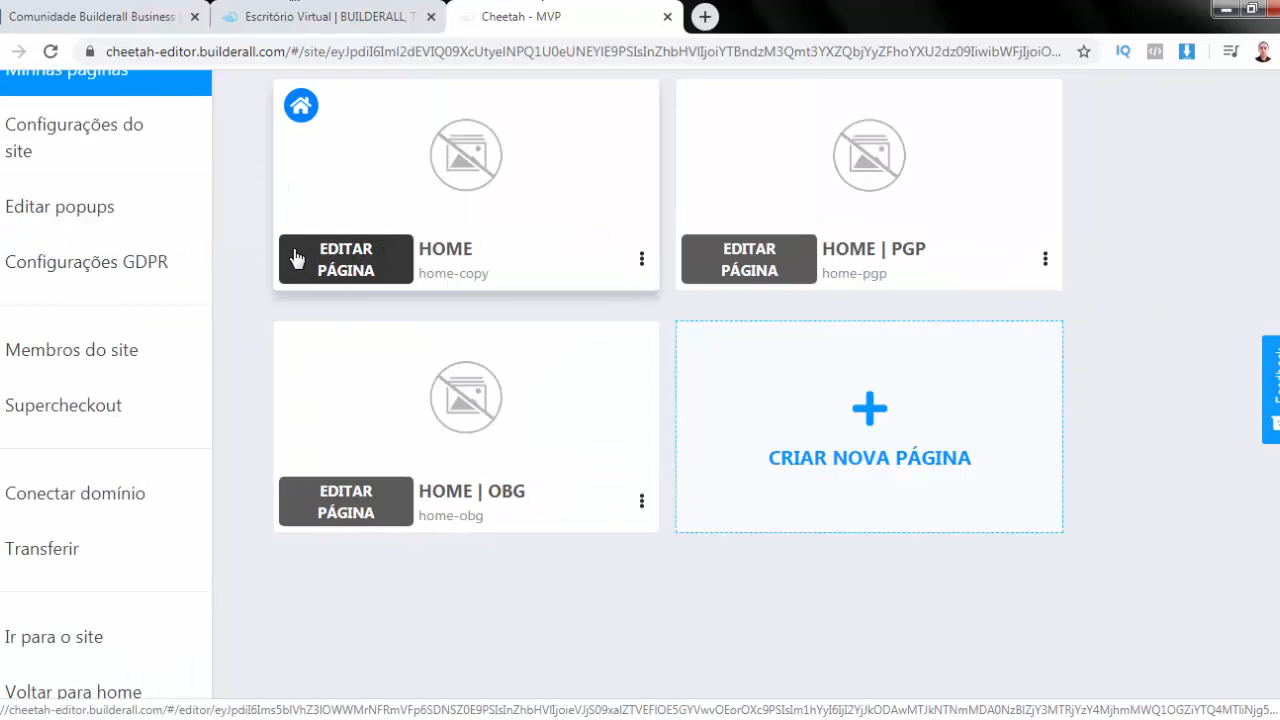 Comunidade Builderall Business
Escritório Virtual | BUILDERALL, T
Cheetah - MVP
cheetah-editor.builderall.com/#/site/
Minhas páginas
Configurações do
site
Editar popups
Configurações GDPR
Membros do site
Supercheckout
Conectar domínio
Transferir
Ir para o site
Voltar para home
EDITAR
PÁGINA
HOME
home-copy
EDITAR
PÁGINA
HOME | PGP
home-pgp
EDITAR
PÁGINA
HOME | OBG
home-obg
CRIAR NOVA PÁGINA
IQ